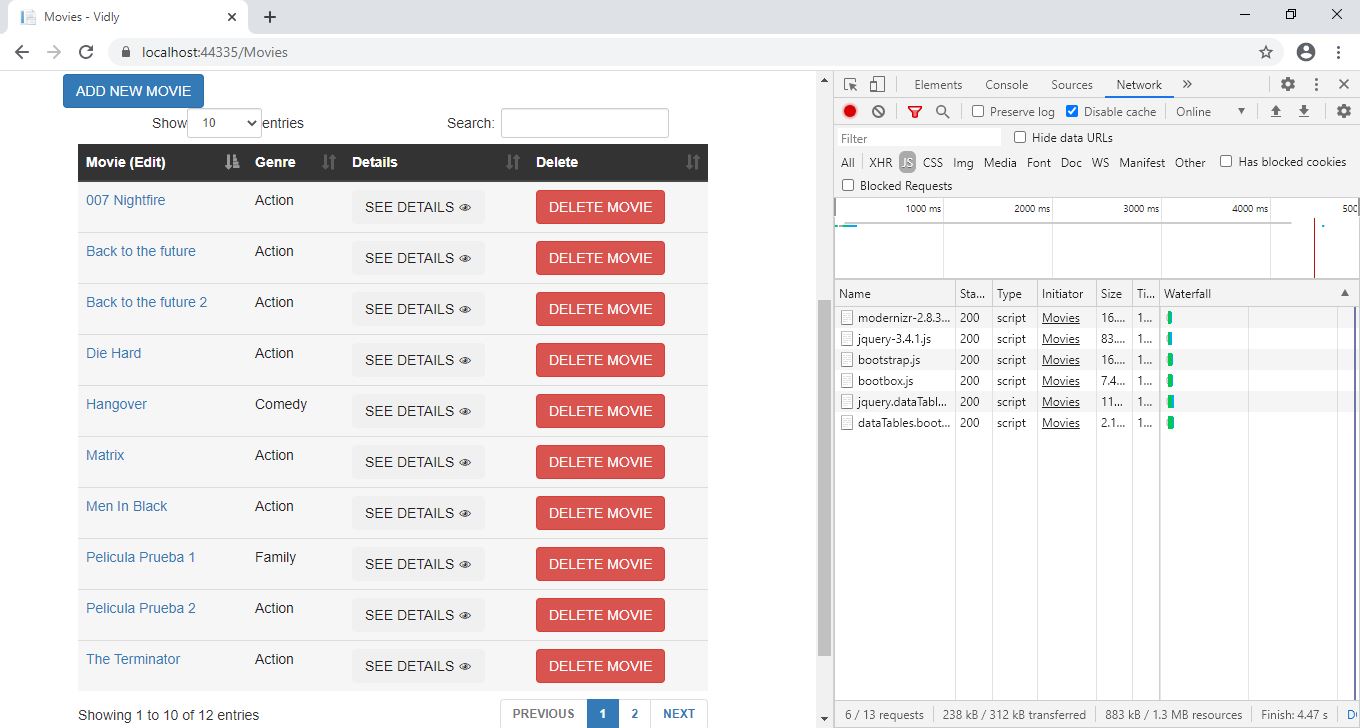 Movies - Vidly
localhost:44335/Movies
ADD NEW MOVIE
Show 10 entries Search:
Movie (Edit) Genre Details Delete
007 Nightfire Action SEE DETAILS DELETE MOVIE
Back to the future Action SEE DETAILS DELETE MOVIE
Back to the future 2 Action SEE DETAILS DELETE MOVIE
Die Hard Action SEE DETAILS DELETE MOVIE
Hangover Comedy SEE DETAILS DELETE MOVIE
Matrix Action SEE DETAILS DELETE MOVIE
Men In Black Action SEE DETAILS DELETE MOVIE
Pelicula Prueba 1 Family SEE DETAILS DELETE MOVIE
Pelicula Prueba 2 Action SEE DETAILS DELETE MOVIE
The Terminator Action SEE DETAILS DELETE MOVIE
Showing 1 to 10 of 12 entries PREVIOUS 1 2 NEXT
Elements Console Sources Network
Preserve log Disable cache Online
Filter Hide data URLs
All XHR JS CSS Img Media Font Doc WS Manifest Other Has blocked cookies
Blocked Requests
1000 ms 2000 ms 3000 ms 4000 ms 500
Name Sta... Type Initiator Size Ti... Waterfall
modernizr-2.8.3... 200 script Movies 16.... 1...
jquery-3.4.1.js 200 script Movies 83.... 1...
bootstrap.js 200 script Movies 16.... 1...
bootbox.js 200 script Movies 7.4... 1...
jquery.dataTabl... 200 script Movies 11... 1...
dataTables.boot... 200 script Movies 2.1... 1...
6 / 13 requests 238 kB / 312 kB transferred 883 kB / 1.3 MB resources Finish: 4.47 s